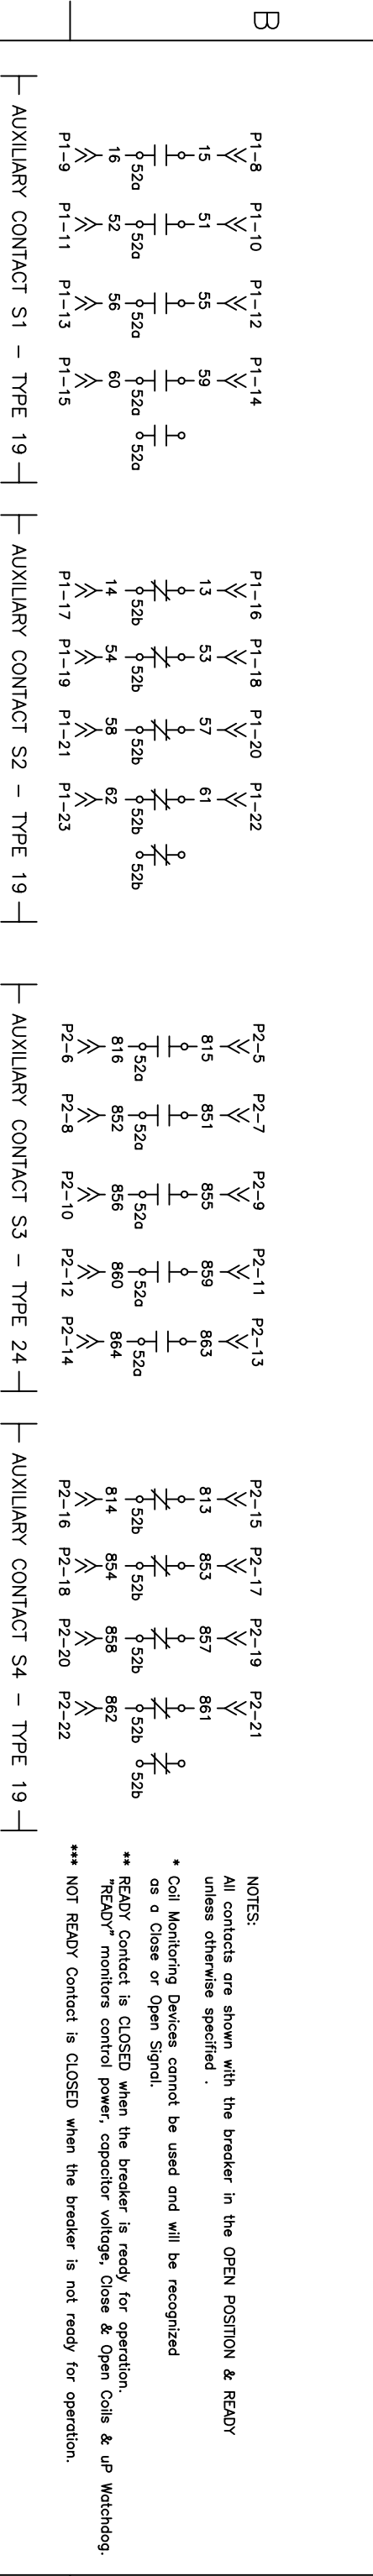 B
P1-8 P1-10 P1-12 P1-14
15 51 55 59
52a 52a 52a 52a 52a
16 52 56 60
P1-9 P1-11 P1-13 P1-15
AUXILIARY CONTACT S1 - TYPE 19
P1-16 P1-18 P1-20 P1-22
13 53 57 61
52b 52b 52b 52b 52b
14 54 58 62
P1-17 P1-19 P1-21 P1-23
AUXILIARY CONTACT S2 - TYPE 19
P2-5 P2-7 P2-9 P2-11 P2-13
815 851 855 859 863
52a 52a 52a 52a 52a
816 852 856 860 864
P2-6 P2-8 P2-10 P2-12 P2-14
AUXILIARY CONTACT S3 - TYPE 24
P2-15 P2-17 P2-19 P2-21
813 853 857 861
52b 52b 52b 52b 52b
814 854 858 862
P2-16 P2-18 P2-20 P2-22
AUXILIARY CONTACT S4 - TYPE 19
NOTES:
All contacts are shown with the breaker in the OPEN POSITION & READY
unless otherwise specified .
* Coil Monitoring Devices cannot be used and will be recognized
as a Close or Open Signal.
** READY Contact is CLOSED when the breaker is ready for operation.
"READY" monitors control power, capacitor voltage, Close & Open Coils & uP Watchdog.
*** NOT READY Contact is CLOSED when the breaker is not ready for operation.